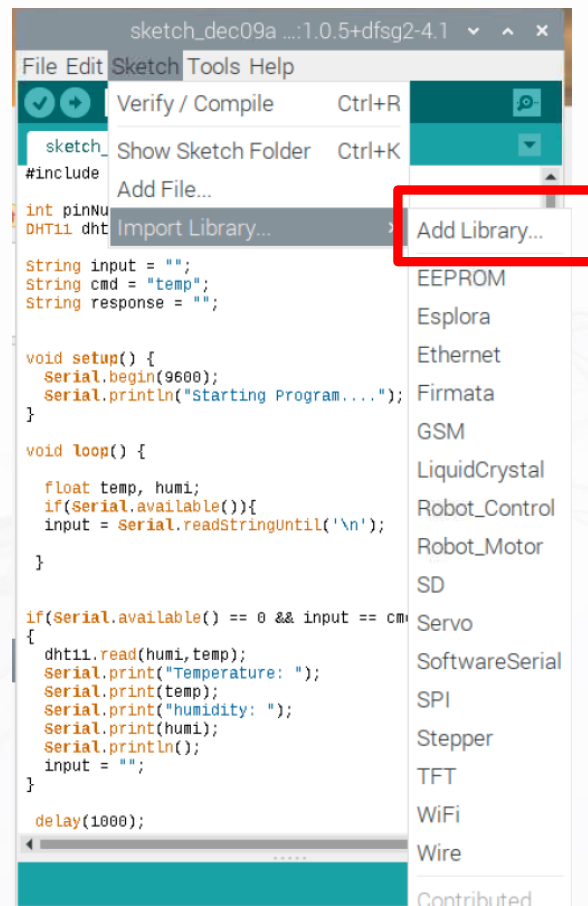 sketch_dec09a ...:1.0.5+dfsg2-4.1
File Edit Sketch Tools Help
Verify / Compile Ctrl+R
Show Sketch Folder Ctrl+K
Add File...
Import Library...
Add Library...
EEPROM
Esplora
Ethernet
Firmata
GSM
LiquidCrystal
Robot_Control
Robot_Motor
SD
Servo
SoftwareSerial
SPI
Stepper
TFT
WiFi
Wire
Contributed
sketch_
#include
int pinNu
DHT11 dht
String input = "";
String cmd = "temp";
String response = "";
void setup() {
Serial.begin(9600);
Serial.println("Starting Program....");
}
void loop() {
float temp, humi;
if(Serial.available()){
input = Serial.readStringUntil('\n');
}
if(Serial.available() == 0 && input == cm
{
dht11.read(humi,temp);
Serial.print("Temperature: ");
Serial.print(temp);
Serial.print("humidity: ");
Serial.print(humi);
Serial.println();
input = "";
}
delay(1000);